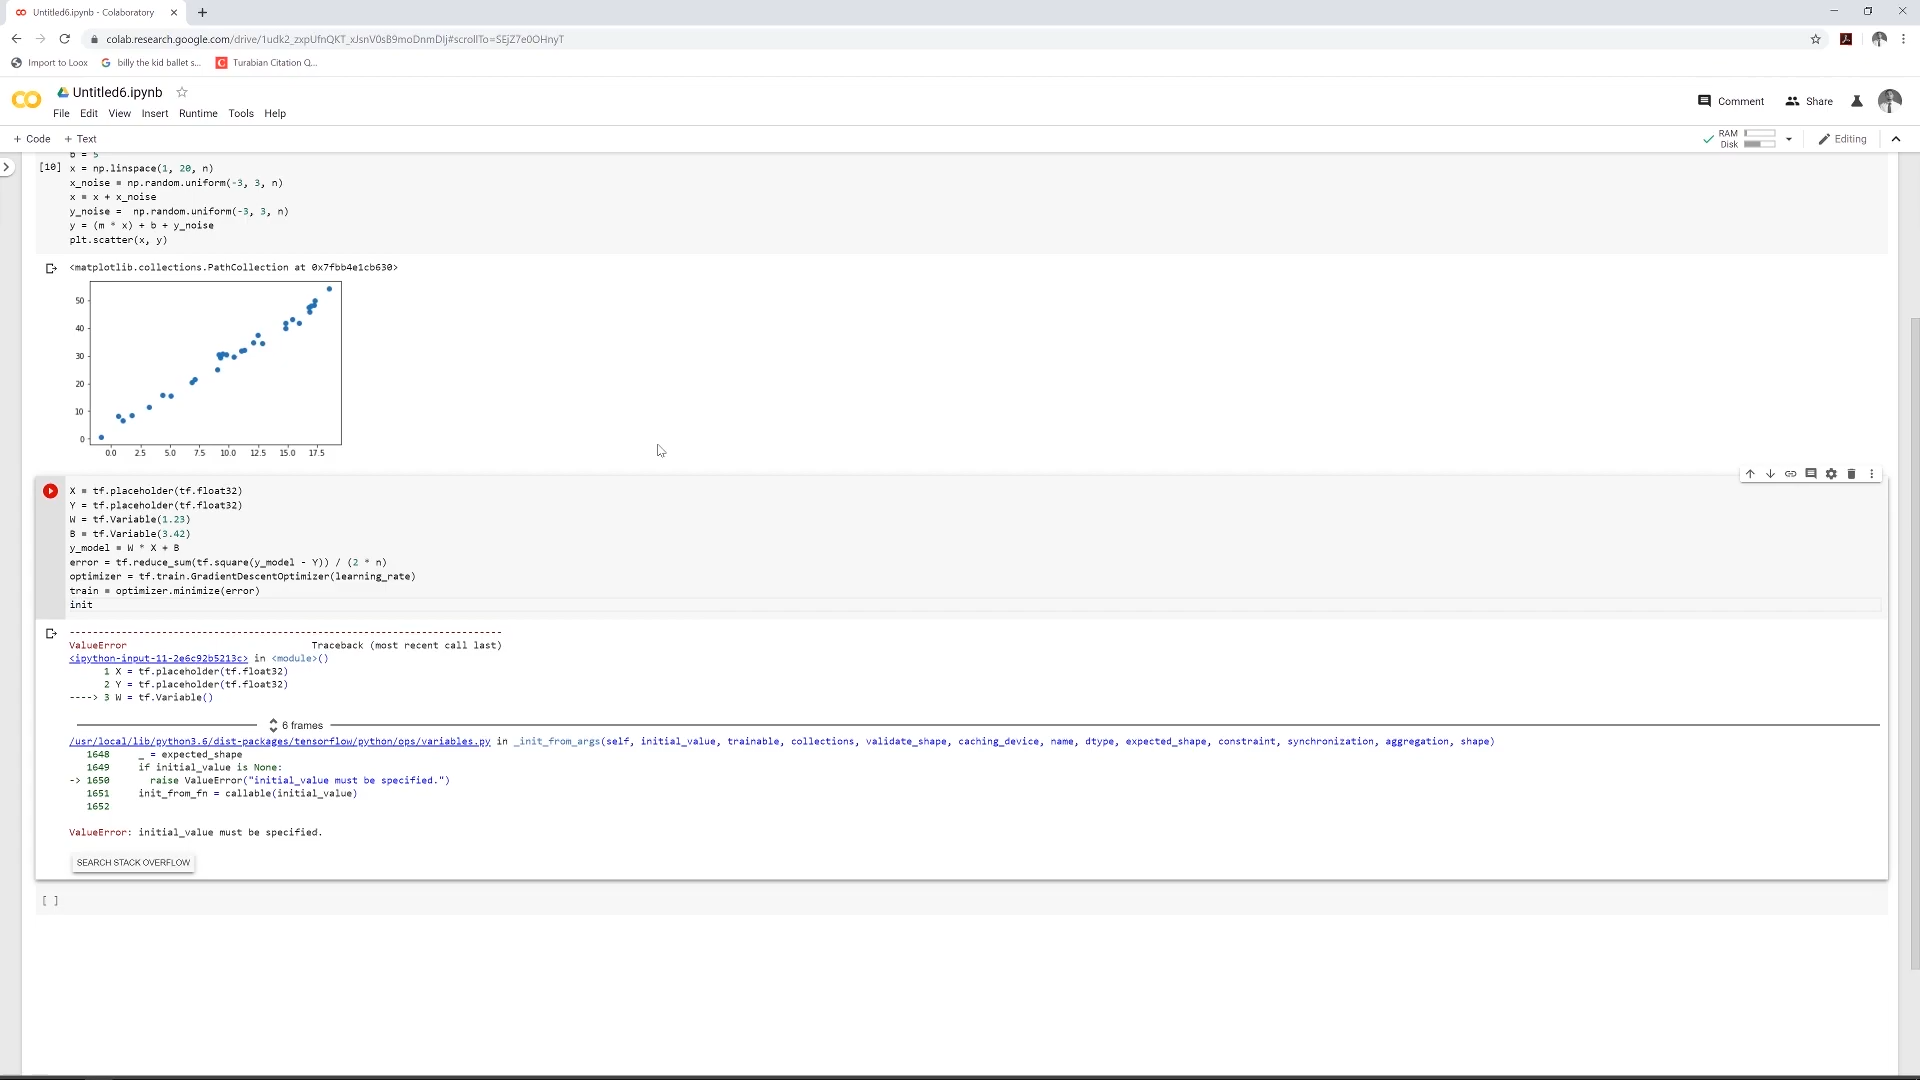 Untitled6.ipynb - Colaboratory
colab.research.google.com/drive/1udk2_zxpUfnQKT_xJsnV0sB9moDnmDIj#scrollTo=SEjZ7e0OHnyT
Import to Loox
billy the kid ballet s...
Turabian Citation Q...
Untitled6.ipynb
Comment
Share
File Edit View Insert Runtime Tools Help
+ Code + Text
RAM
Disk
Editing
b = 5
[10] x = np.linspace(1, 20, n)
x_noise = np.random.uniform(-3, 3, n)
x = x + x_noise
y_noise =  np.random.uniform(-3, 3, n)
y = (m * x) + b + y_noise
plt.scatter(x, y)
<matplotlib.collections.PathCollection at 0x7fbb4e1cb630>
50
40
30
20
10
0
0.0 2.5 5.0 7.5 10.0 12.5 15.0 17.5
X = tf.placeholder(tf.float32)
Y = tf.placeholder(tf.float32)
W = tf.Variable(1.23)
B = tf.Variable(3.42)
y_model = W * X + B
error = tf.reduce_sum(tf.square(y_model - Y)) / (2 * n)
optimizer = tf.train.GradientDescentOptimizer(learning_rate)
train = optimizer.minimize(error)
init
---------------------------------------------------------------------------
ValueError Traceback (most recent call last)
<ipython-input-11-2e6c92b5213c> in <module>()
1 X = tf.placeholder(tf.float32)
2 Y = tf.placeholder(tf.float32)
----> 3 W = tf.Variable()
6 frames
/usr/local/lib/python3.6/dist-packages/tensorflow/python/ops/variables.py in _init_from_args(self, initial_value, trainable, collections, validate_shape, caching_device, name, dtype, expected_shape, constraint, synchronization, aggregation, shape)
1648 _ = expected_shape
1649 if initial_value is None:
-> 1650 raise ValueError("initial_value must be specified.")
1651 init_from_fn = callable(initial_value)
1652
ValueError: initial_value must be specified.
SEARCH STACK OVERFLOW
[ ]